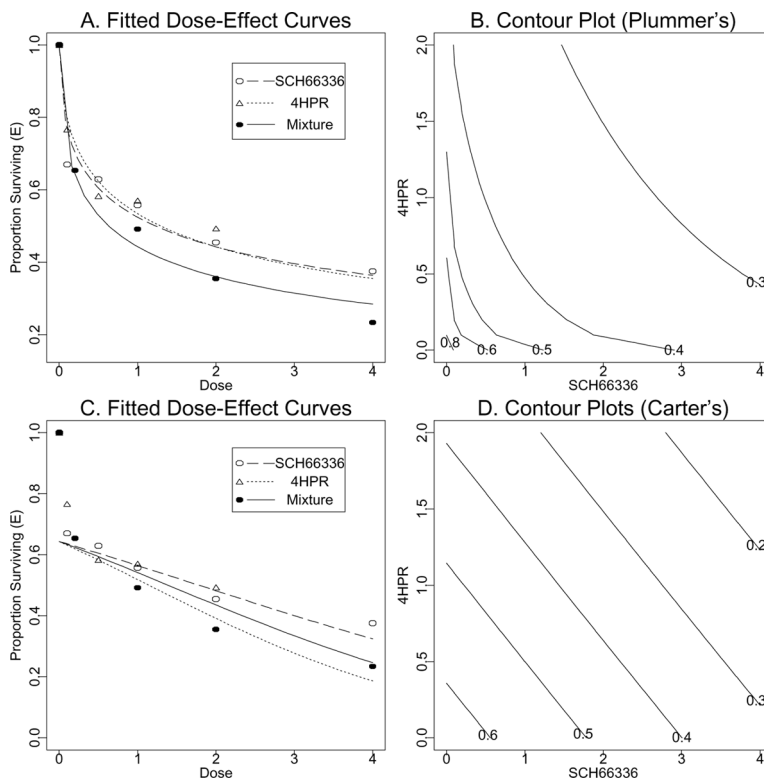 A. Fitted Dose-Effect Curves
Proportion Surviving (E)
1.0
0.8
0.6
0.4
0.2
SCH66336
4HPR
Mixture
0 1 2 3 4
Dose
B. Contour Plot (Plummer's)
4HPR
2.0
1.5
1.0
0.5
0.0
0.8
0.6
0.5
0.4
0.3
0 1 2 3 4
SCH66336
C. Fitted Dose-Effect Curves
Proportion Surviving (E)
1.0
0.8
0.6
0.4
0.2
0.0
SCH66336
4HPR
Mixture
0 1 2 3 4
Dose
D. Contour Plots (Carter's)
4HPR
2.0
1.5
1.0
0.5
0.0
0.6
0.5
0.4
0.3
0.2
0 1 2 3 4
SCH66336